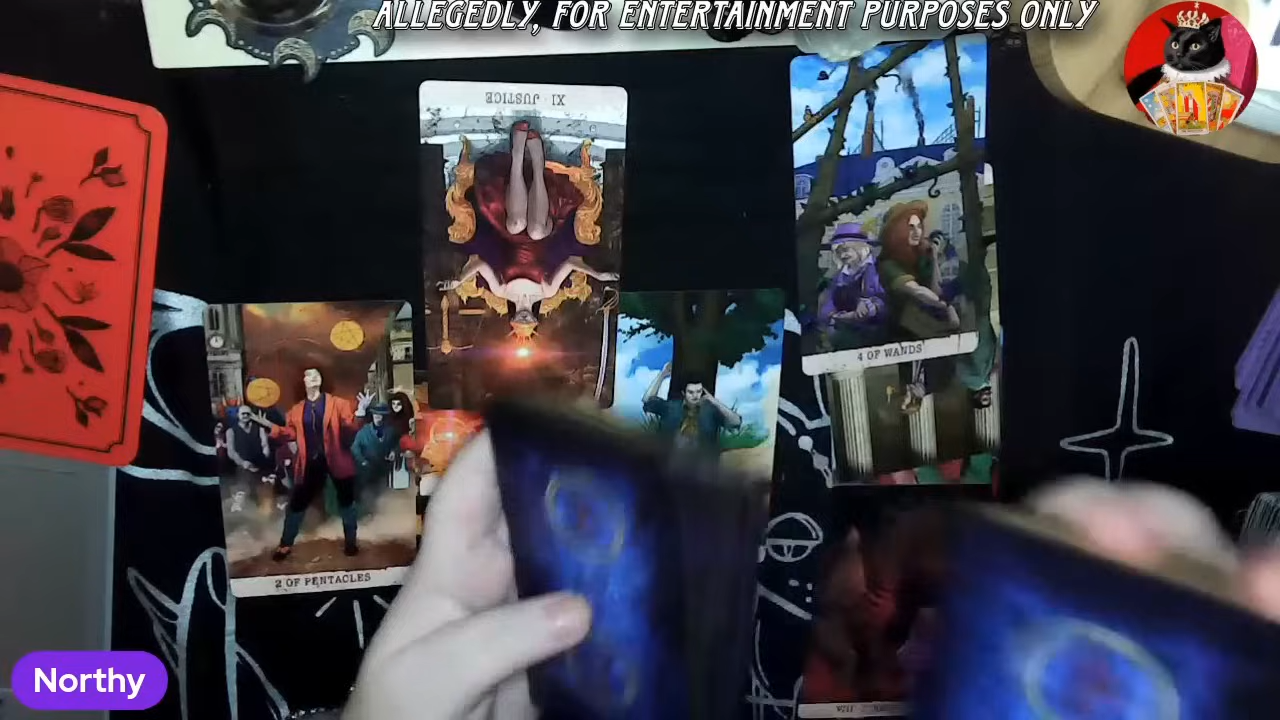 ALLEGEDLY, FOR ENTERTAINMENT PURPOSES ONLY
XI · JUSTICE
4 OF WANDS
2 OF PENTACLES
Northy